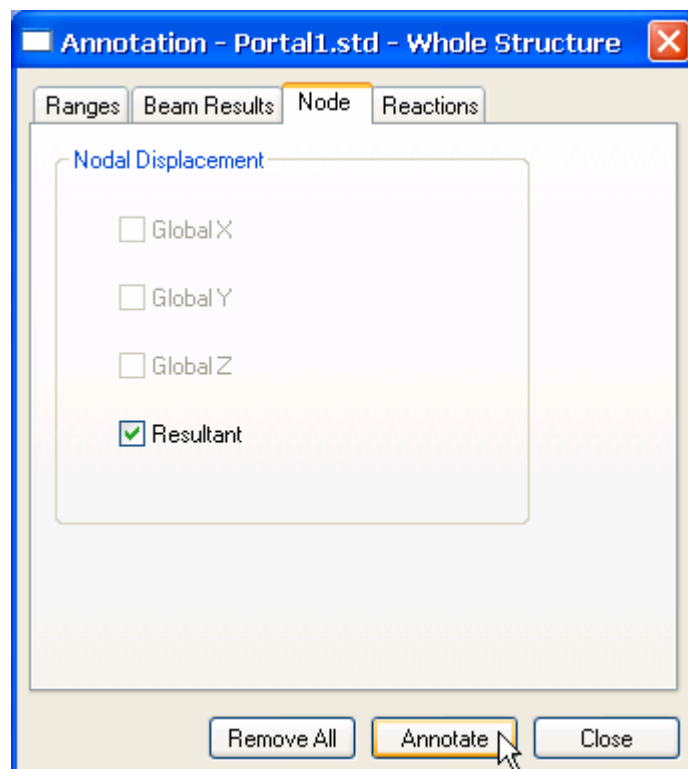 Annotation - Portal1.std - Whole Structure
Ranges Beam Results Node Reactions
Nodal Displacement
Global X
Global Y
Global Z
Resultant
Remove All Annotate Close